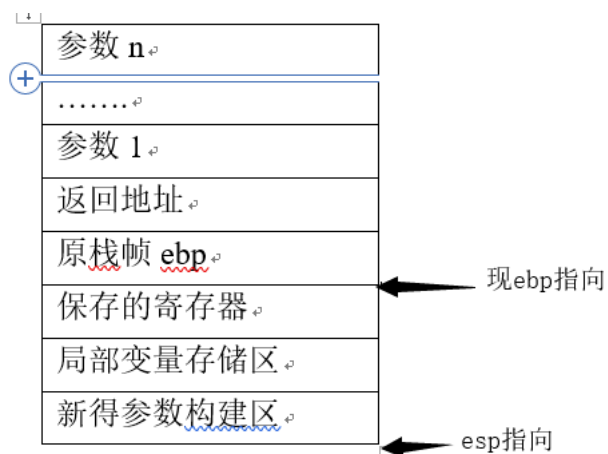 参数 n
.......
参数 1
返回地址
原栈帧 ebp
现ebp指向
保存的寄存器
局部变量存储区
新得参数构建区
esp指向